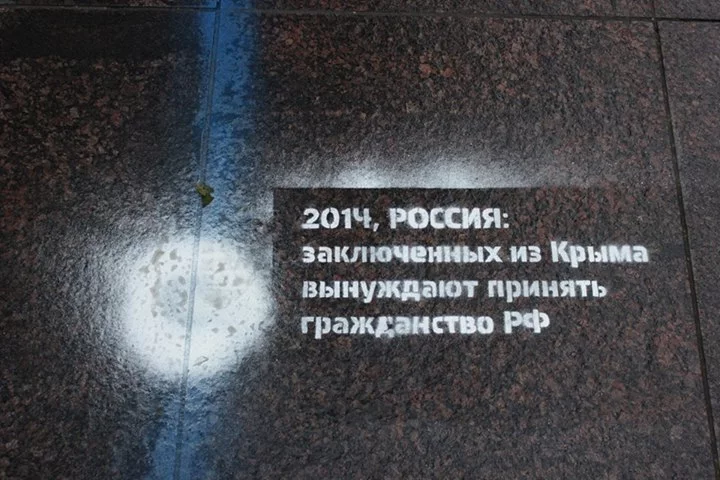 2014, РОССИЯ:
заключенных из Крыма
вынуждают принять
гражданство РФ